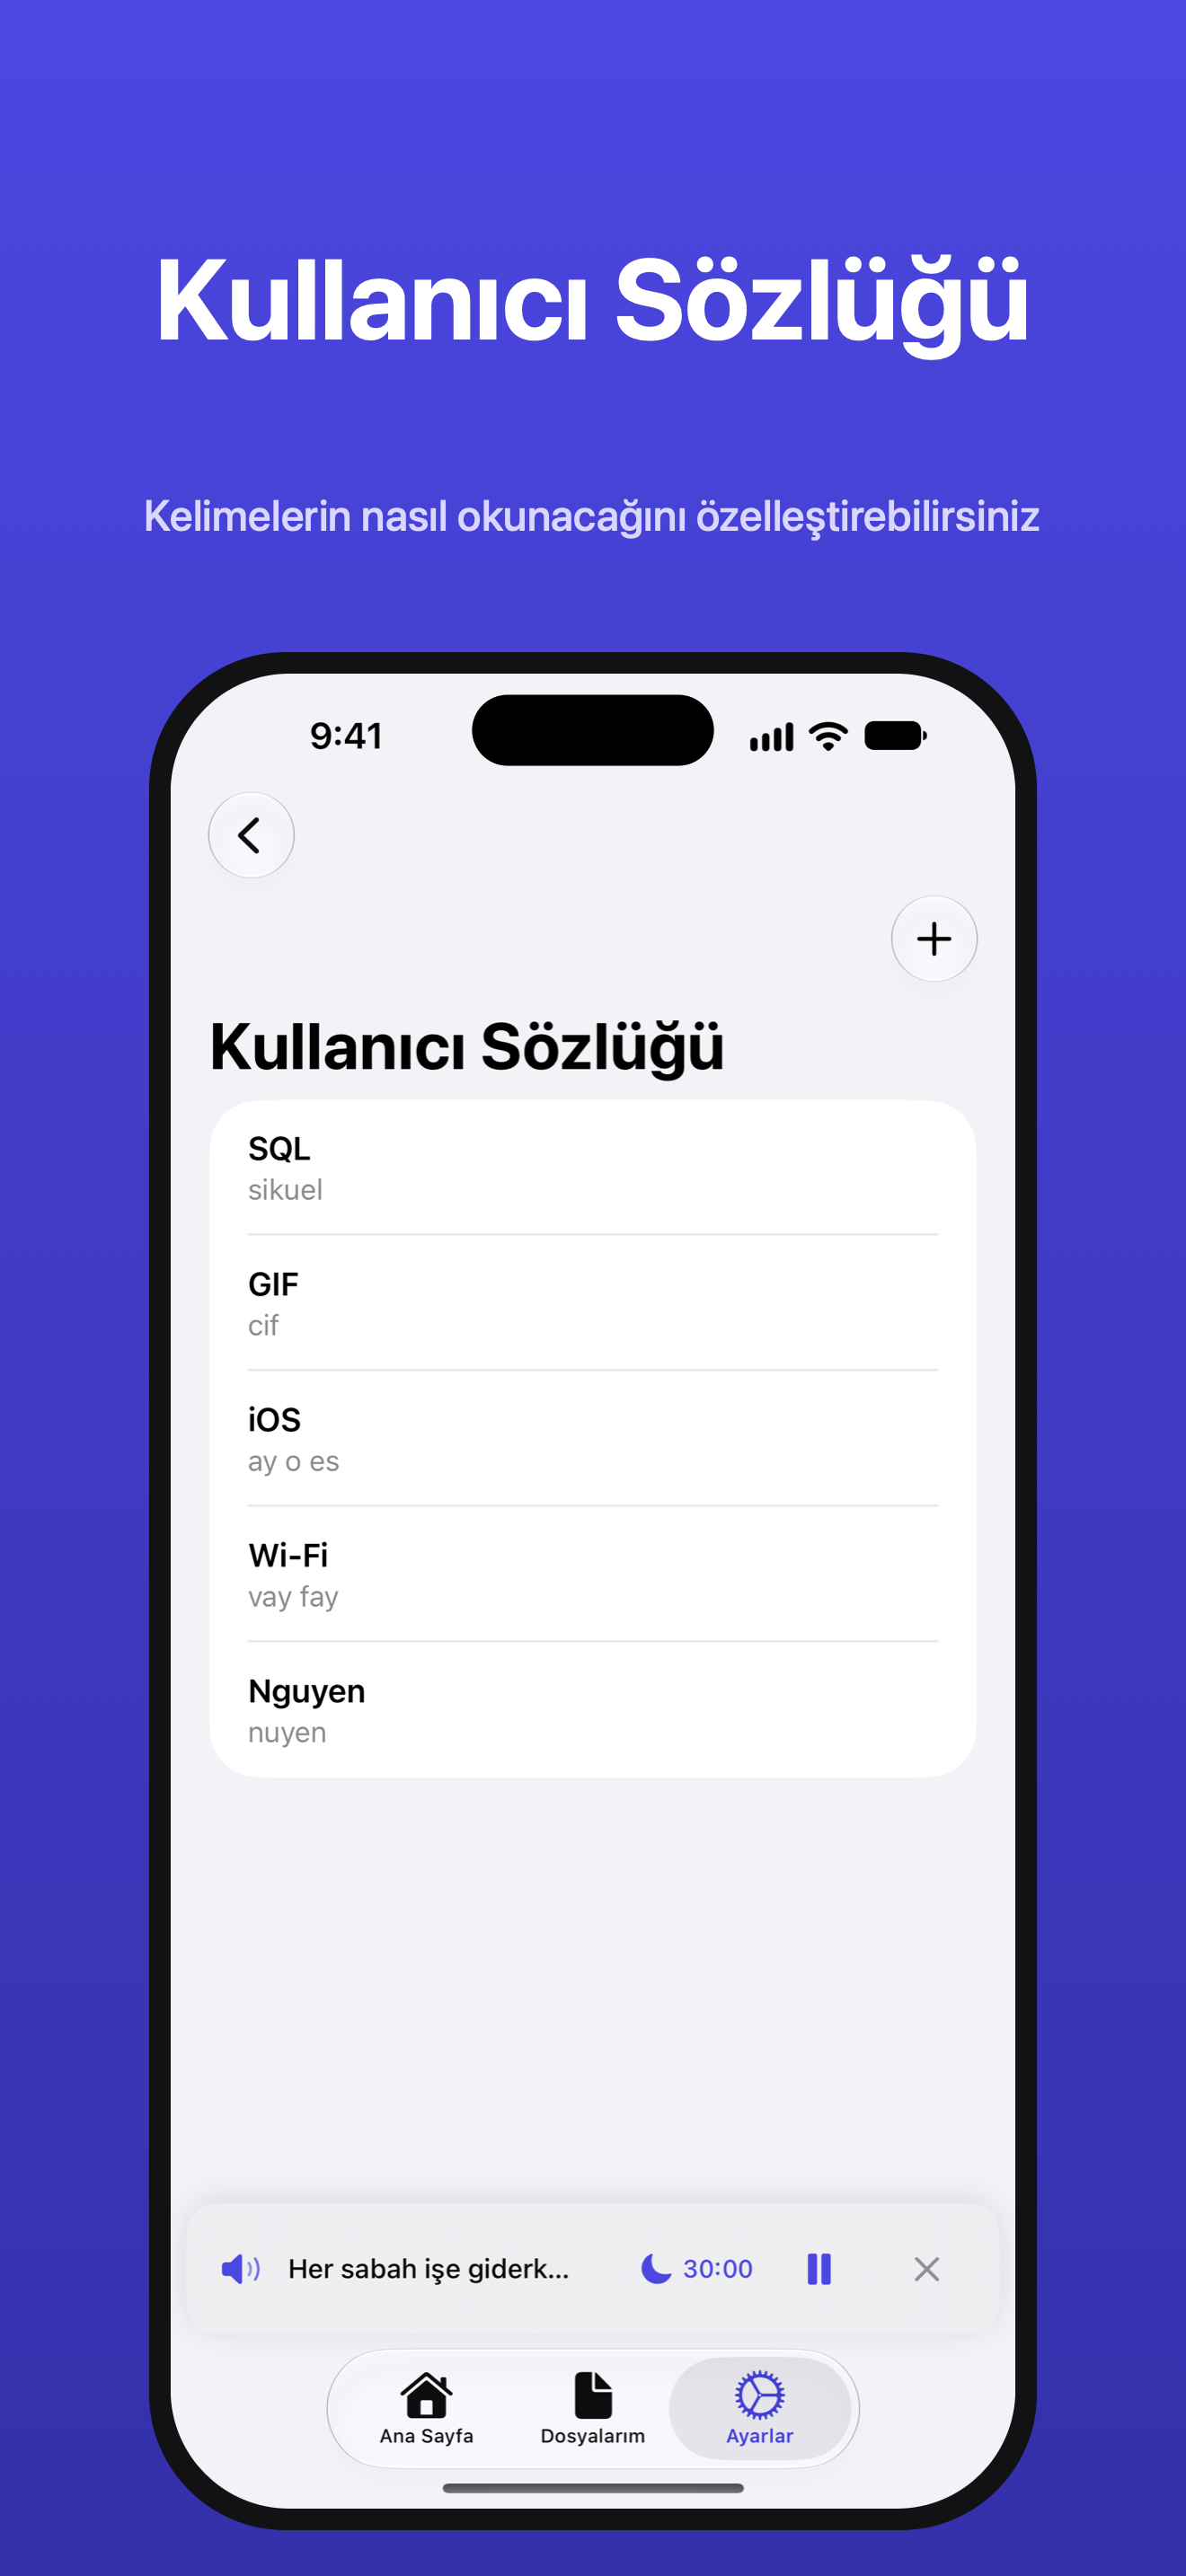 Kullanıcı Sözlüğü
Kelimelerin nasıl okunacağını özelleştirebilirsiniz
9:41
Kullanıcı Sözlüğü
SQL
sikuel
GIF
cif
iOS
ay o es
Wi-Fi
vay fay
Nguyen
nuyen
Her sabah işe giderk... 30:00
Ana Sayfa Dosyalarım Ayarlar